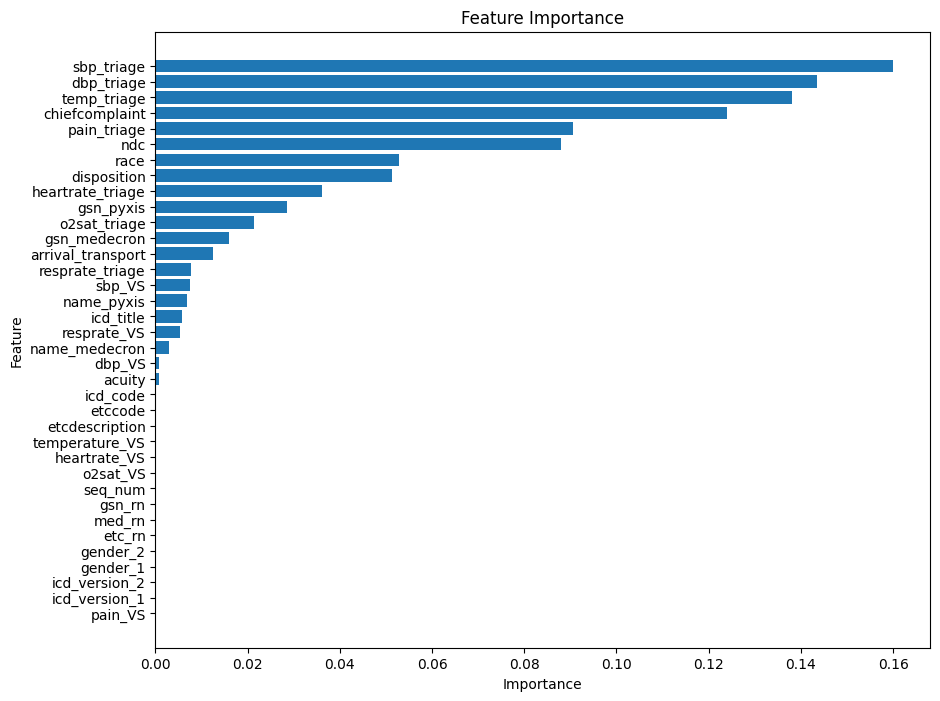 Feature Importance
sbp_triage
dbp_triage
temp_triage
chiefcomplaint
pain_triage
ndc
race
disposition
heartrate_triage
gsn_pyxis
o2sat_triage
gsn_medecron
arrival_transport
resprate_triage
sbp_VS
name_pyxis
icd_title
resprate_VS
name_medecron
dbp_VS
acuity
icd_code
etccode
etcdescription
temperature_VS
heartrate_VS
o2sat_VS
seq_num
gsn_rn
med_rn
etc_rn
gender_2
gender_1
icd_version_2
icd_version_1
pain_VS
Feature
0.00 0.02 0.04 0.06 0.08 0.10 0.12 0.14 0.16
Importance